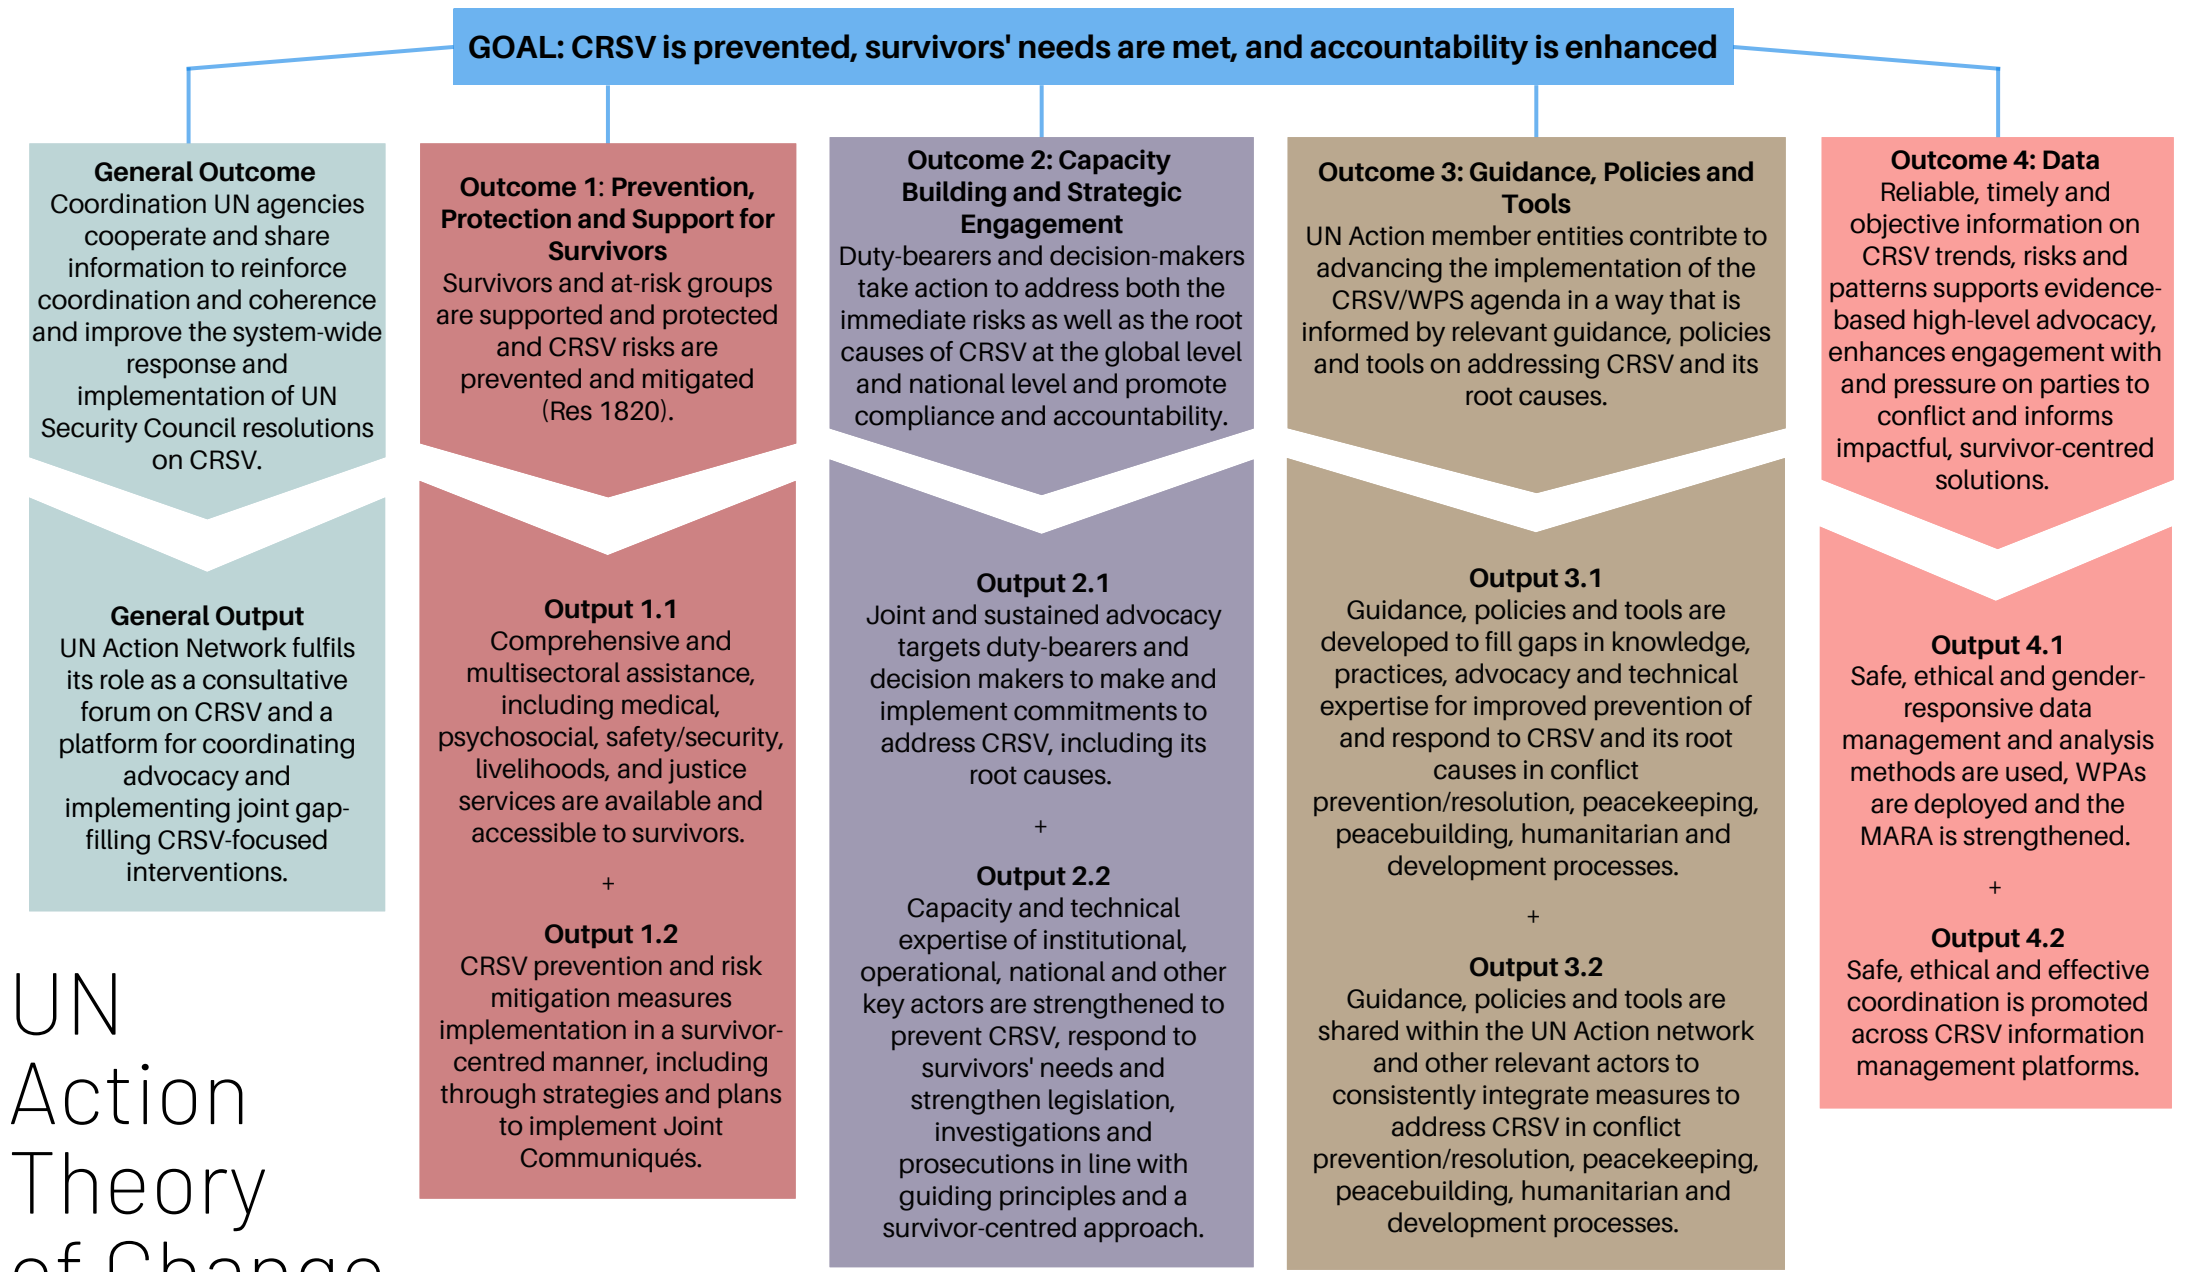 GOAL: CRSV is prevented, survivors' needs are met, and accountability is enhanced
General Outcome
Coordination UN agencies
cooperate and share
information to reinforce
coordination and coherence
and improve the system-wide
response and
implementation of UN
Security Council resolutions
on CRSV.
General Output
UN Action Network fulfils
its role as a consultative
forum on CRSV and a
platform for coordinating
advocacy and
implementing joint gap-
filling CRSV-focused
interventions.
Outcome 1: Prevention,
Protection and Support for
Survivors
Survivors and at-risk groups
are supported and protected
and CRSV risks are
prevented and mitigated
(Res 1820).
Output 1.1
Comprehensive and
multisectoral assistance,
including medical,
psychosocial, safety/security,
livelihoods, and justice
services are available and
accessible to survivors.
+
Output 1.2
CRSV prevention and risk
mitigation measures
implementation in a survivor-
centred manner, including
through strategies and plans
to implement Joint
Communiqués.
Outcome 2: Capacity
Building and Strategic
Engagement
Duty-bearers and decision-makers
take action to address both the
immediate risks as well as the root
causes of CRSV at the global level
and national level and promote
compliance and accountability.
Output 2.1
Joint and sustained advocacy
targets duty-bearers and
decision makers to make and
implement commitments to
address CRSV, including its
root causes.
+
Output 2.2
Capacity and technical
expertise of institutional,
operational, national and other
key actors are strengthened to
prevent CRSV, respond to
survivors' needs and
strengthen legislation,
investigations and
prosecutions in line with
guiding principles and a
survivor-centred approach.
Outcome 3: Guidance, Policies and
Tools
UN Action member entities contribte to
advancing the implementation of the
CRSV/WPS agenda in a way that is
informed by relevant guidance, policies
and tools on addressing CRSV and its
root causes.
Output 3.1
Guidance, policies and tools are
developed to fill gaps in knowledge,
practices, advocacy and technical
expertise for improved prevention of
and respond to CRSV and its root
causes in conflict
prevention/resolution, peacekeeping,
peacebuilding, humanitarian and
development processes.
+
Output 3.2
Guidance, policies and tools are
shared within the UN Action network
and other relevant actors to
consistently integrate measures to
address CRSV in conflict
prevention/resolution, peacekeeping,
peacebuilding, humanitarian and
development processes.
Outcome 4: Data
Reliable, timely and
objective information on
CRSV trends, risks and
patterns supports evidence-
based high-level advocacy,
enhances engagement with
and pressure on parties to
conflict and informs
impactful, survivor-centred
solutions.
Output 4.1
Safe, ethical and gender-
responsive data
management and analysis
methods are used, WPAs
are deployed and the
MARA is strengthened.
+
Output 4.2
Safe, ethical and effective
coordination is promoted
across CRSV information
management platforms.
UN
Action
Theory
of Change